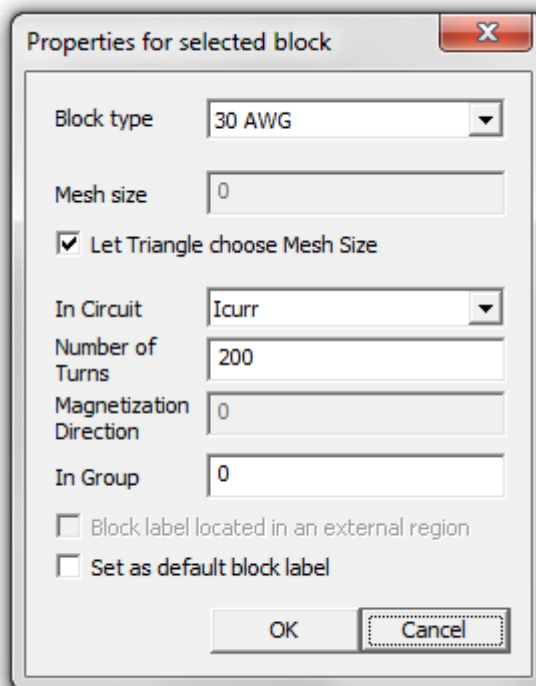 Properties for selected block
Block type
30 AWG
Mesh size
0
Let Triangle choose Mesh Size
In Circuit
Icurr
Number of
Turns
200
Magnetization
Direction
0
In Group
0
Block label located in an external region
Set as default block label
OK
Cancel